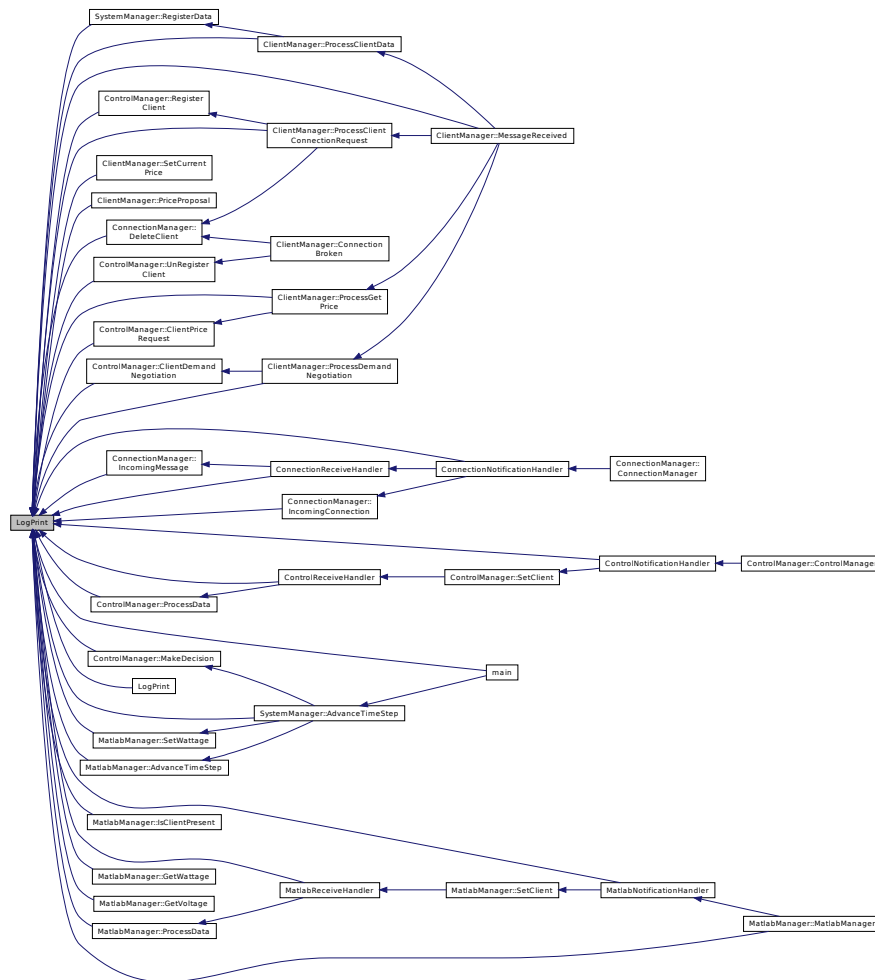 SystemManager::RegisterData
ClientManager::ProcessClientData
ControlManager::Register
Client
ClientManager::ProcessClient
ConnectionRequest
ClientManager::MessageReceived
ClientManager::SetCurrent
Price
ClientManager::PriceProposal
ConnectionManager::
DeleteClient
ClientManager::Connection
Broken
ControlManager::UnRegister
Client
ClientManager::ProcessGet
Price
ControlManager::ClientPrice
Request
ControlManager::ClientDemand
Negotiation
ClientManager::ProcessDemand
Negotiation
ConnectionManager::
IncomingMessage
ConnectionReceiveHandler
ConnectionNotificationHandler
ConnectionManager::
ConnectionManager
ConnectionManager::
IncomingConnection
LogPrint
ControlNotificationHandler
ControlManager::ControlManager
ControlReceiveHandler
ControlManager::SetClient
ControlManager::ProcessData
ControlManager::MakeDecision
main
LogPrint
SystemManager::AdvanceTimeStep
MatlabManager::SetWattage
MatlabManager::AdvanceTimeStep
MatlabManager::IsClientPresent
MatlabManager::GetWattage
MatlabReceiveHandler
MatlabManager::SetClient
MatlabNotificationHandler
MatlabManager::GetVoltage
MatlabManager::MatlabManager
MatlabManager::ProcessData